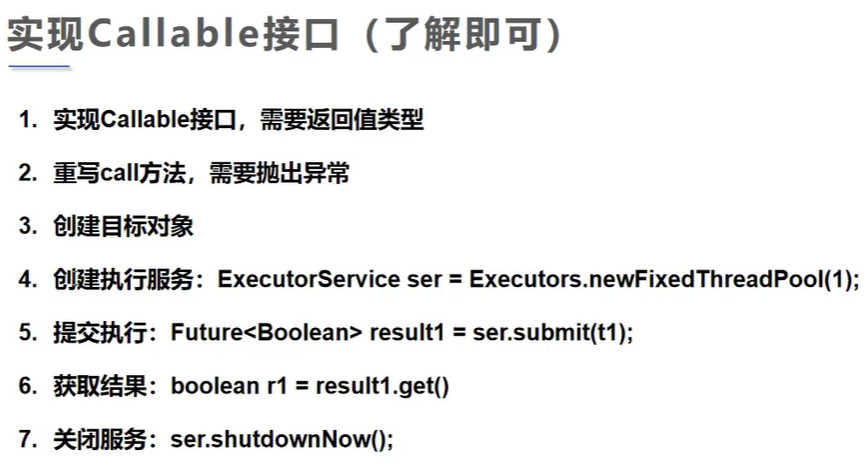 实现Callable接口（了解即可）
1. 实现Callable接口，需要返回值类型
2. 重写call方法，需要抛出异常
3. 创建目标对象
4. 创建执行服务：ExecutorService ser = Executors.newFixedThreadPool(1);
5. 提交执行：Future<Boolean> result1 = ser.submit(t1);
6. 获取结果：boolean r1 = result1.get()
7. 关闭服务：ser.shutdownNow();